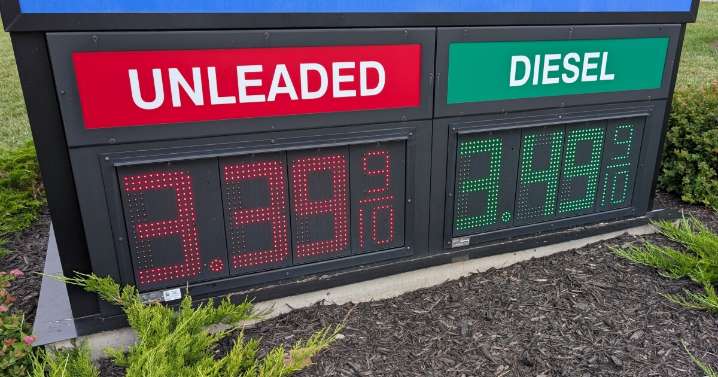 UNLEADED
3.39 9/10
DIESEL
3.49 9/10